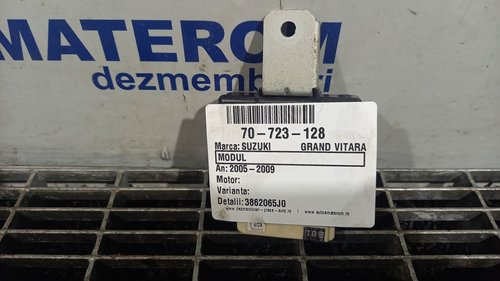 MATEROM
dezmembrari
70-723-128
Marca: SUZUKI GRAND VITARA
MODUL
An: 2005-2009
Motor:
Varianta:
Detalii: 3862065J0